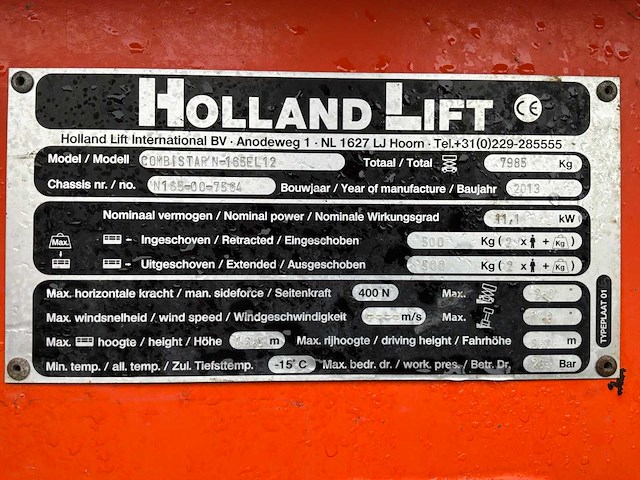 HOLLAND LIFT CE
Holland Lift International BV · Anodeweg 1 · NL 1627 LJ Hoorn · Tel.+31(0)229-285555
Model / Modell COMBISTAR N-165EL12 Totaal / Total 7985 Kg
Chassis nr. / no. N165-00-7584 Bouwjaar / Year of manufacture / Baujahr 2013
Nominaal vermogen / Nominal power / Nominale Wirkungsgrad 11,1 kW
Max. - Ingeschoven / Retracted / Eingeschoben 500 Kg ( 2 x + Kg )
- Uitgeschoven / Extended / Ausgeschoben 500 Kg ( 2 x + Kg )
Max. horizontale kracht / man. sideforce / Seitenkraft 400 N Max.
Max. windsnelheid / wind speed / Windgeschwindigkeit m/s Max.
Max. hoogte / height / Höhe m Max. rijhoogte / driving height / Fahrhöhe m
Min. temp. / all. temp. / Zul. Tiefsttemp. -15° C Max. bedr. dr. / work. pres. / Betr. Dr. Bar
TYPEPLAAT 01